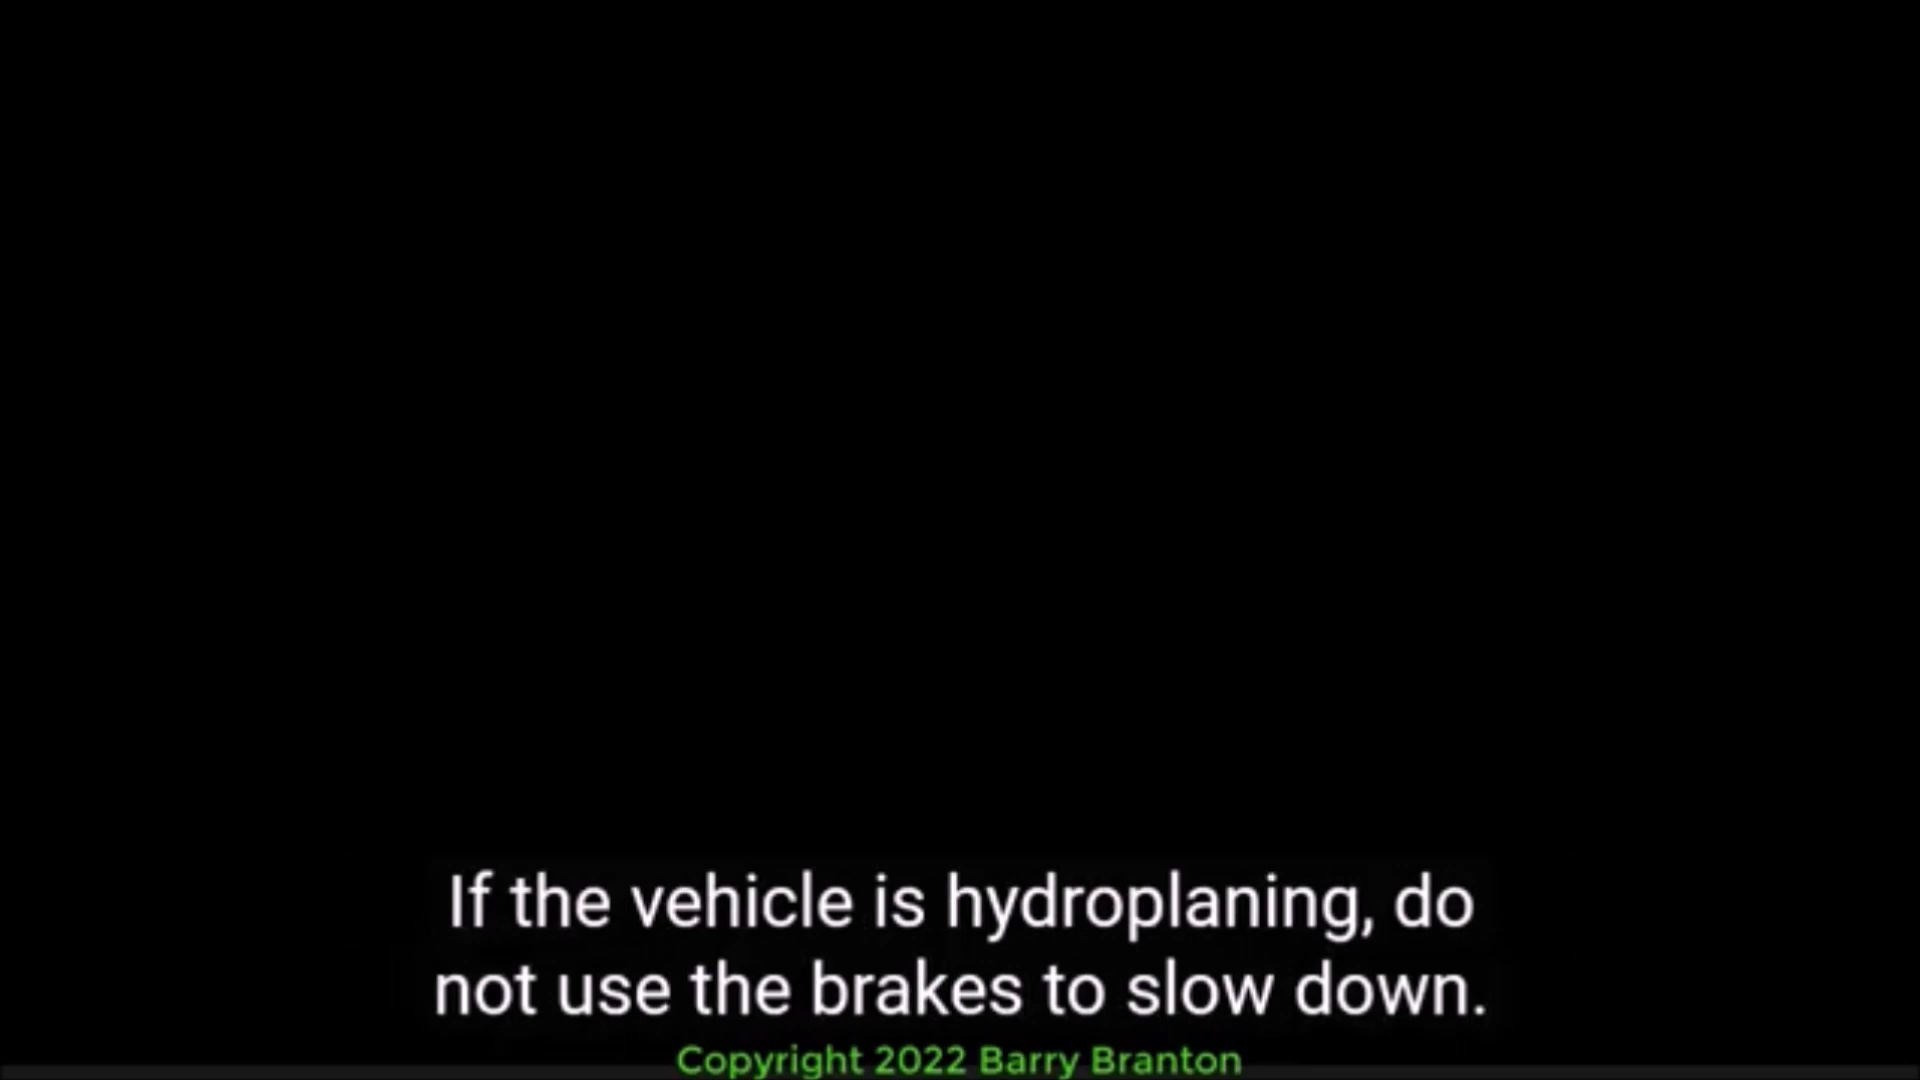 If the vehicle is hydroplaning, do
not use the brakes to slow down.
Copyright 2022 Barry Branton